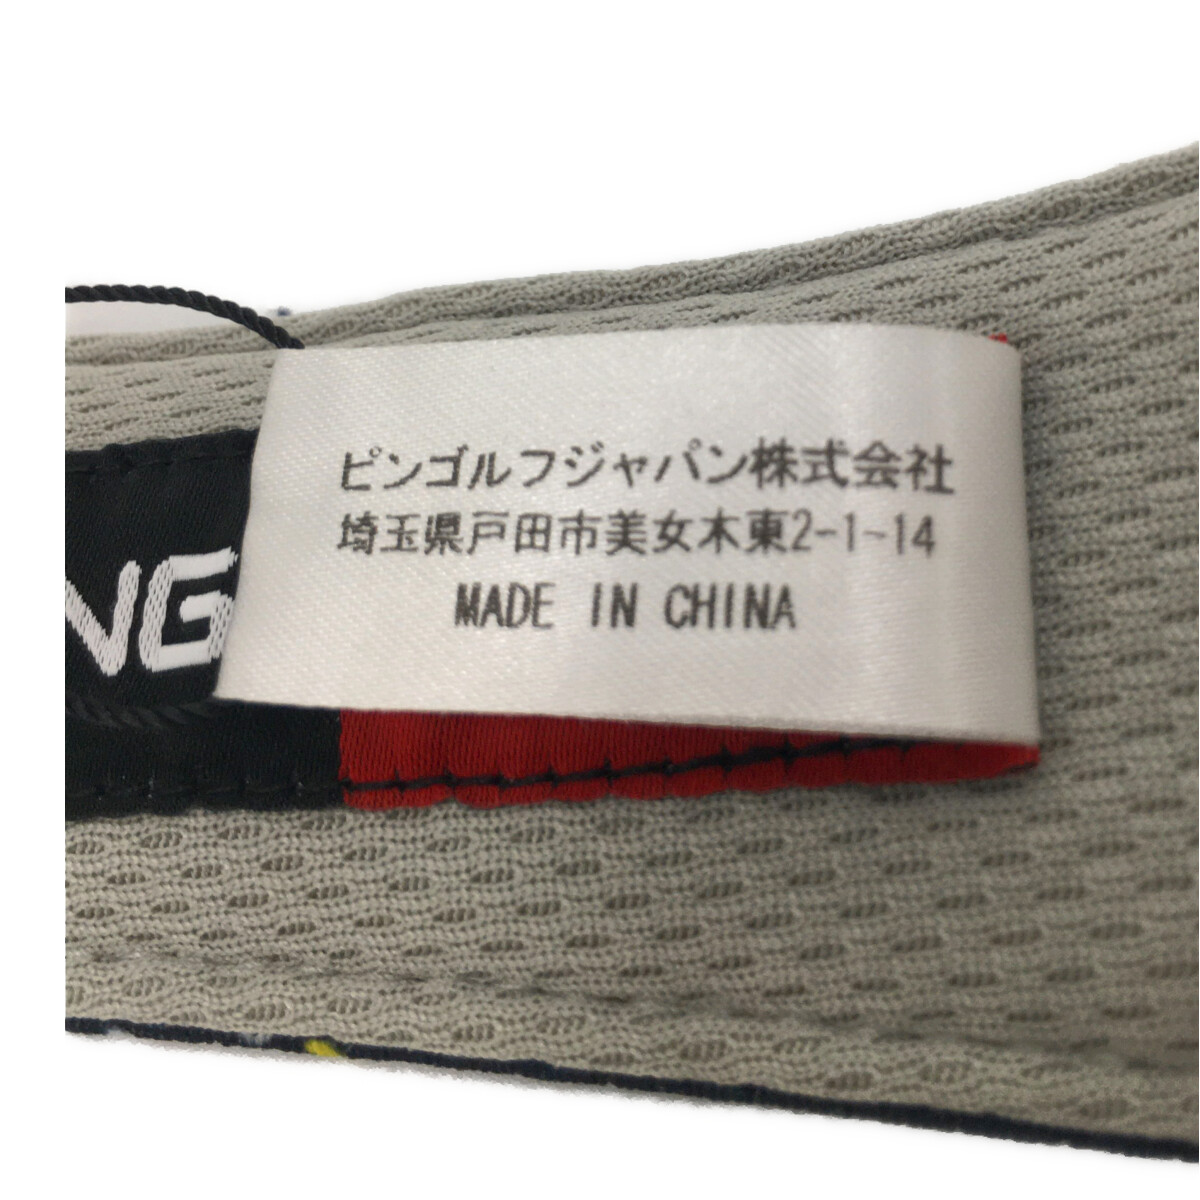 ピンゴルフジャパン株式会社
埼玉県戸田市美女木東2-1-14
MADE IN CHINA
NG